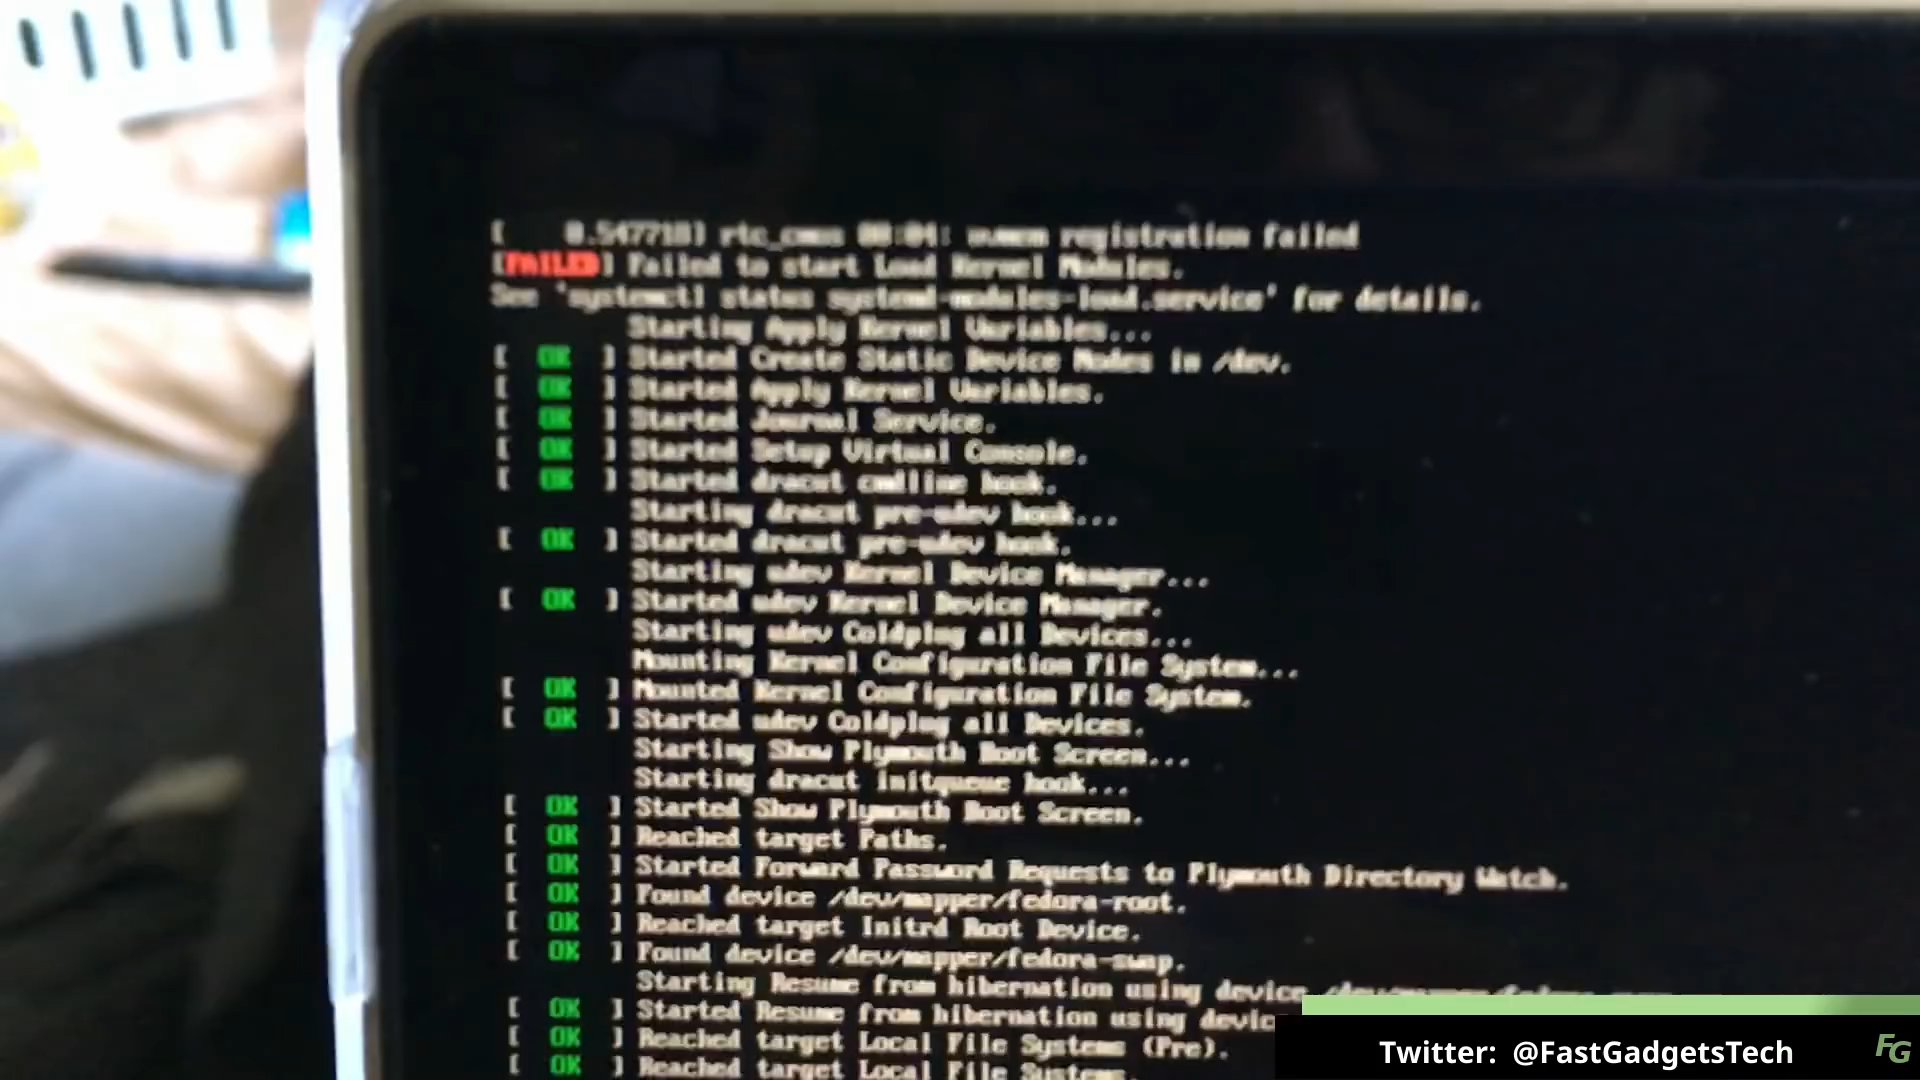 [    0.547718] rtc_cmos 00:04: nvmem registration failed
[FAILED] Failed to start Load Kernel Modules.
See 'systemctl status systemd-modules-load.service' for details.
Starting Apply Kernel Variables...
[  OK  ] Started Create Static Device Nodes in /dev.
[  OK  ] Started Apply Kernel Variables.
[  OK  ] Started Journal Service.
[  OK  ] Started Setup Virtual Console.
[  OK  ] Started dracut cmdline hook.
Starting dracut pre-udev hook...
[  OK  ] Started dracut pre-udev hook.
Starting udev Kernel Device Manager...
[  OK  ] Started udev Kernel Device Manager.
Starting udev Coldplug all Devices...
Mounting Kernel Configuration File System...
[  OK  ] Mounted Kernel Configuration File System.
[  OK  ] Started udev Coldplug all Devices.
Starting Show Plymouth Boot Screen...
Starting dracut initqueue hook...
[  OK  ] Started Show Plymouth Boot Screen.
[  OK  ] Reached target Paths.
[  OK  ] Started Forward Password Requests to Plymouth Directory Watch.
[  OK  ] Found device /dev/mapper/fedora-root.
[  OK  ] Reached target Initrd Root Device.
[  OK  ] Found device /dev/mapper/fedora-swap.
Starting Resume from hibernation using device
[  OK  ] Started Resume from hibernation using devic
[  OK  ] Reached target Local File Systems (Pre).
[  OK  ] Reached target Local File Systems.
Twitter: @FastGadgetsTech
FG